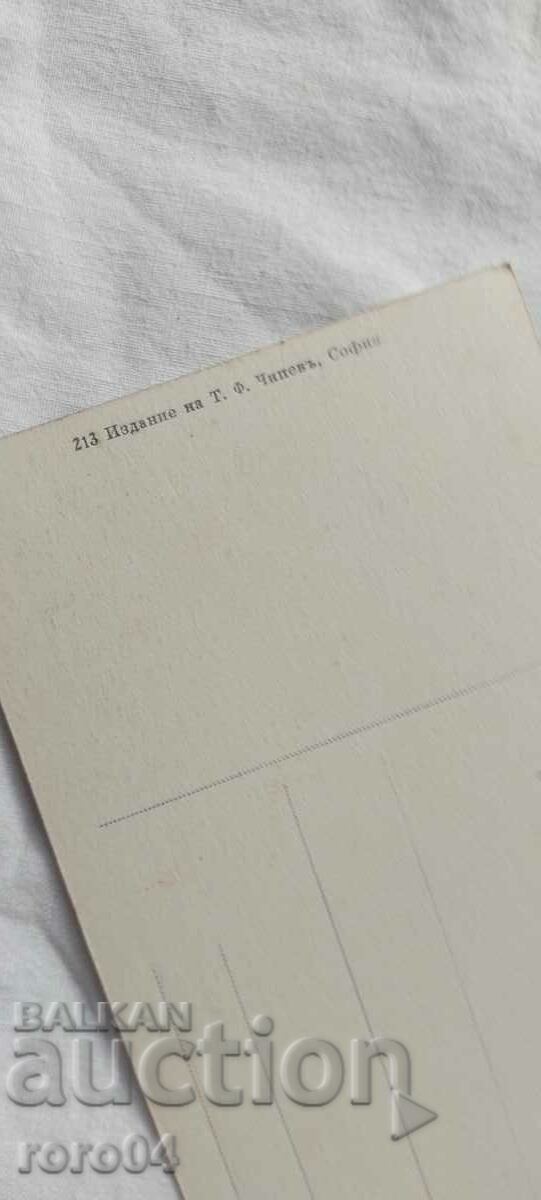 213 Издание на Т. Ф. Чипевъ, София
BALKAN
auction
roro04